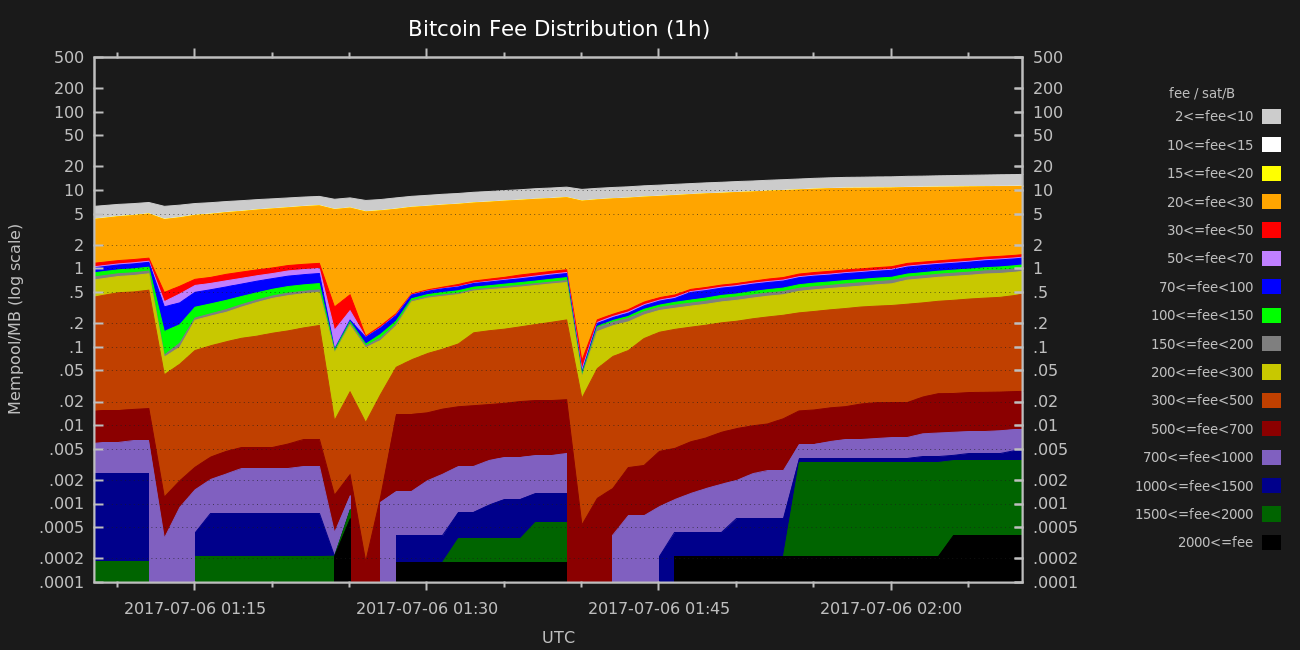 Bitcoin Fee Distribution (1h)
Mempool/MB (log scale)
500
200
100
50
20
10
5
2
1
.5
.2
.1
.05
.02
.01
.005
.002
.001
.0005
.0002
.0001
500
200
100
50
20
10
5
2
1
.5
.2
.1
.05
.02
.01
.005
.002
.001
.0005
.0002
.0001
2017-07-06 01:15
2017-07-06 01:30
2017-07-06 01:45
2017-07-06 02:00
UTC
fee / sat/B
2<=fee<10
10<=fee<15
15<=fee<20
20<=fee<30
30<=fee<50
50<=fee<70
70<=fee<100
100<=fee<150
150<=fee<200
200<=fee<300
300<=fee<500
500<=fee<700
700<=fee<1000
1000<=fee<1500
1500<=fee<2000
2000<=fee